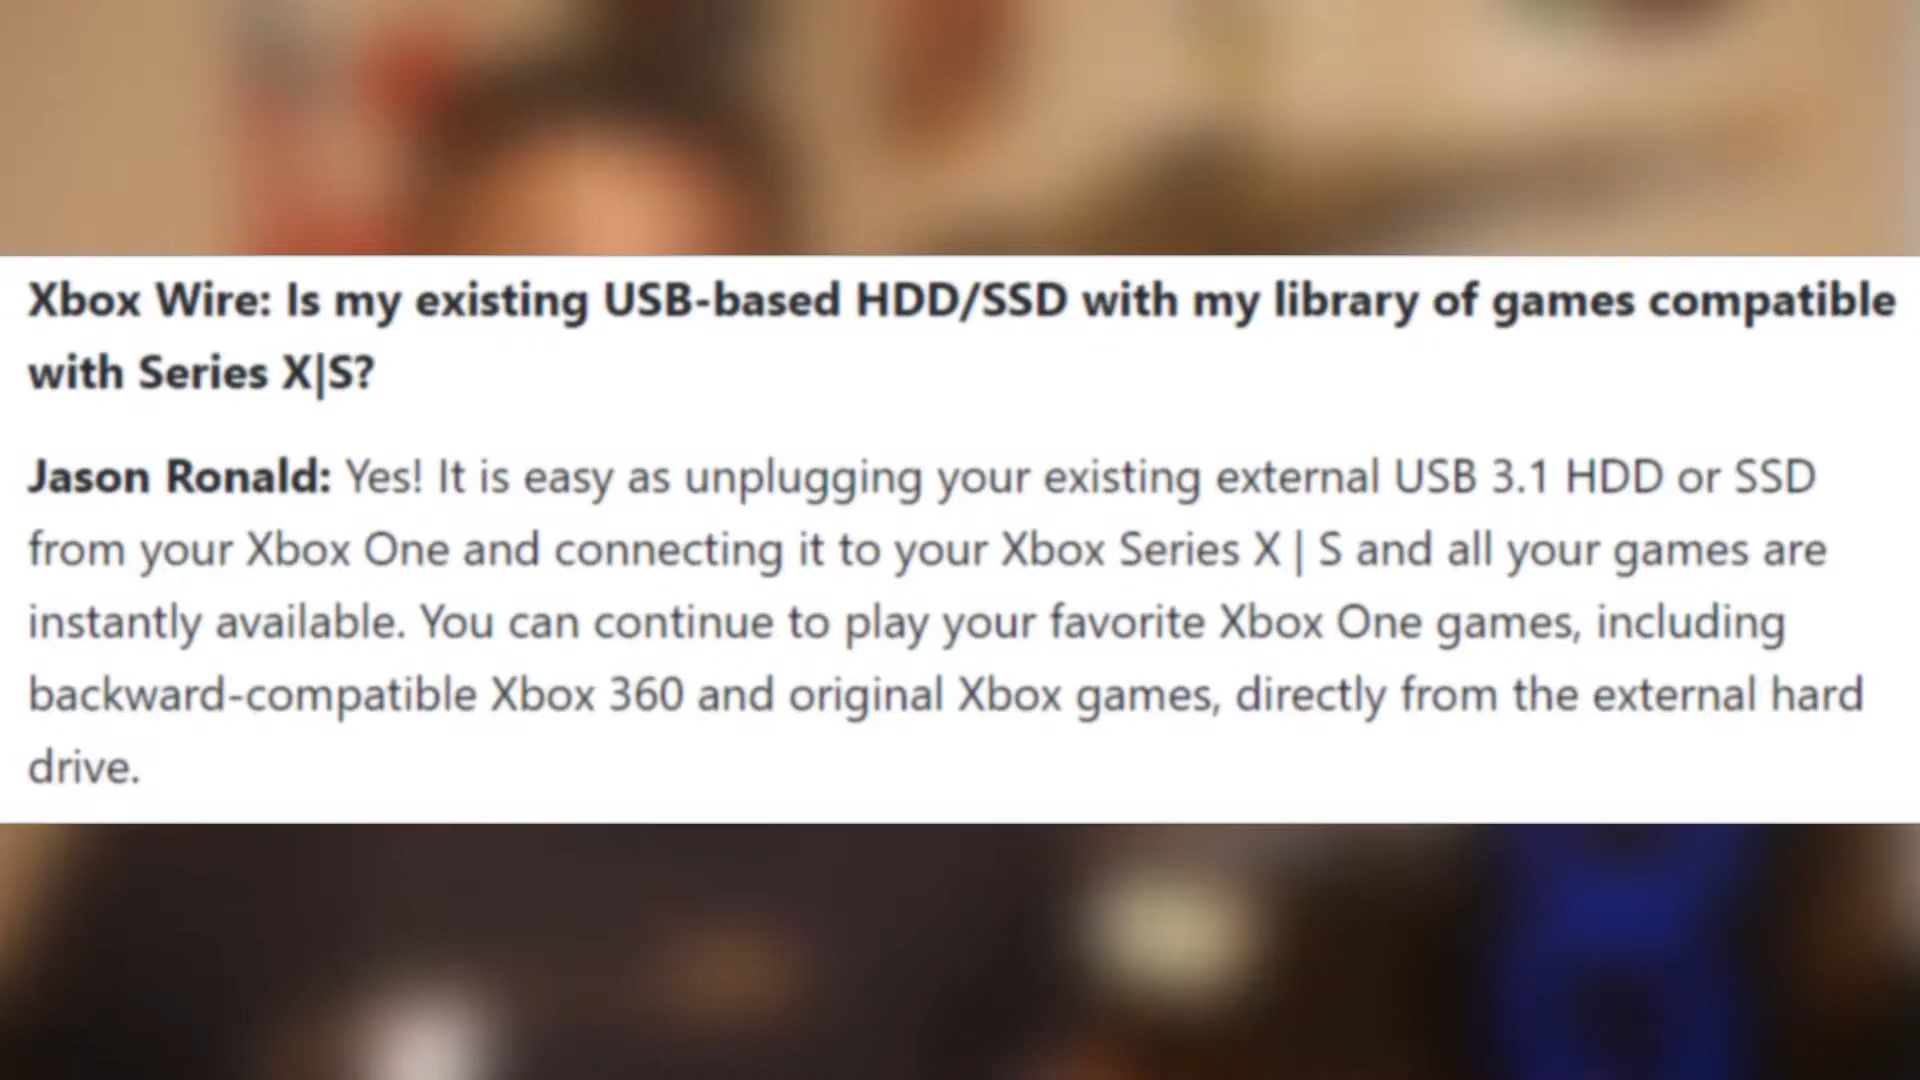 Xbox Wire: Is my existing USB-based HDD/SSD with my library of games compatible
with Series X|S?
Jason Ronald: Yes! It is easy as unplugging your existing external USB 3.1 HDD or SSD
from your Xbox One and connecting it to your Xbox Series X | S and all your games are
instantly available. You can continue to play your favorite Xbox One games, including
backward-compatible Xbox 360 and original Xbox games, directly from the external hard
drive.